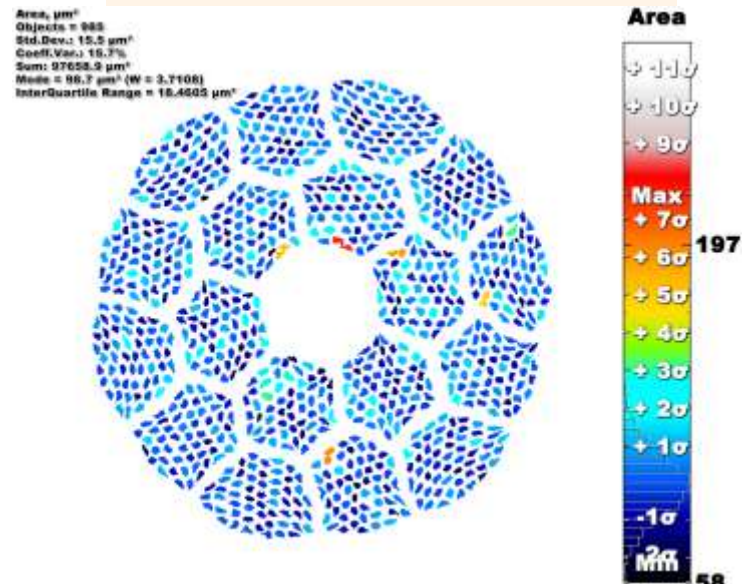 Area, µm²
Objects = 985
Std.Dev.: 15.5 µm²
Coeff.Var.: 15.7%
Sum: 97658.9 µm²
Mode = 98.7 µm² (W = 3.7108)
InterQuartile Range = 18.4605 µm²
Area
+ 11σ
+ 10σ
+ 9σ
Max
+ 7σ
197
+ 6σ
+ 5σ
+ 4σ
+ 3σ
+ 2σ
+ 1σ
-1σ
-2σ
Min
58